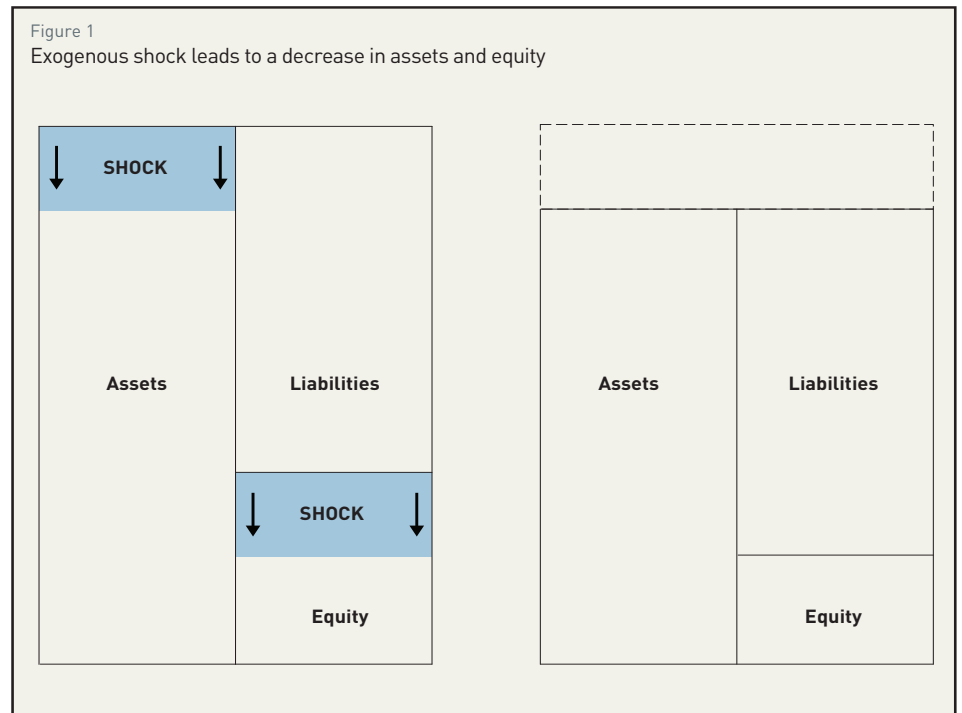 Figure 1
Exogenous shock leads to a decrease in assets and equity
SHOCK
Assets
Liabilities
SHOCK
Equity
Assets
Liabilities
Equity